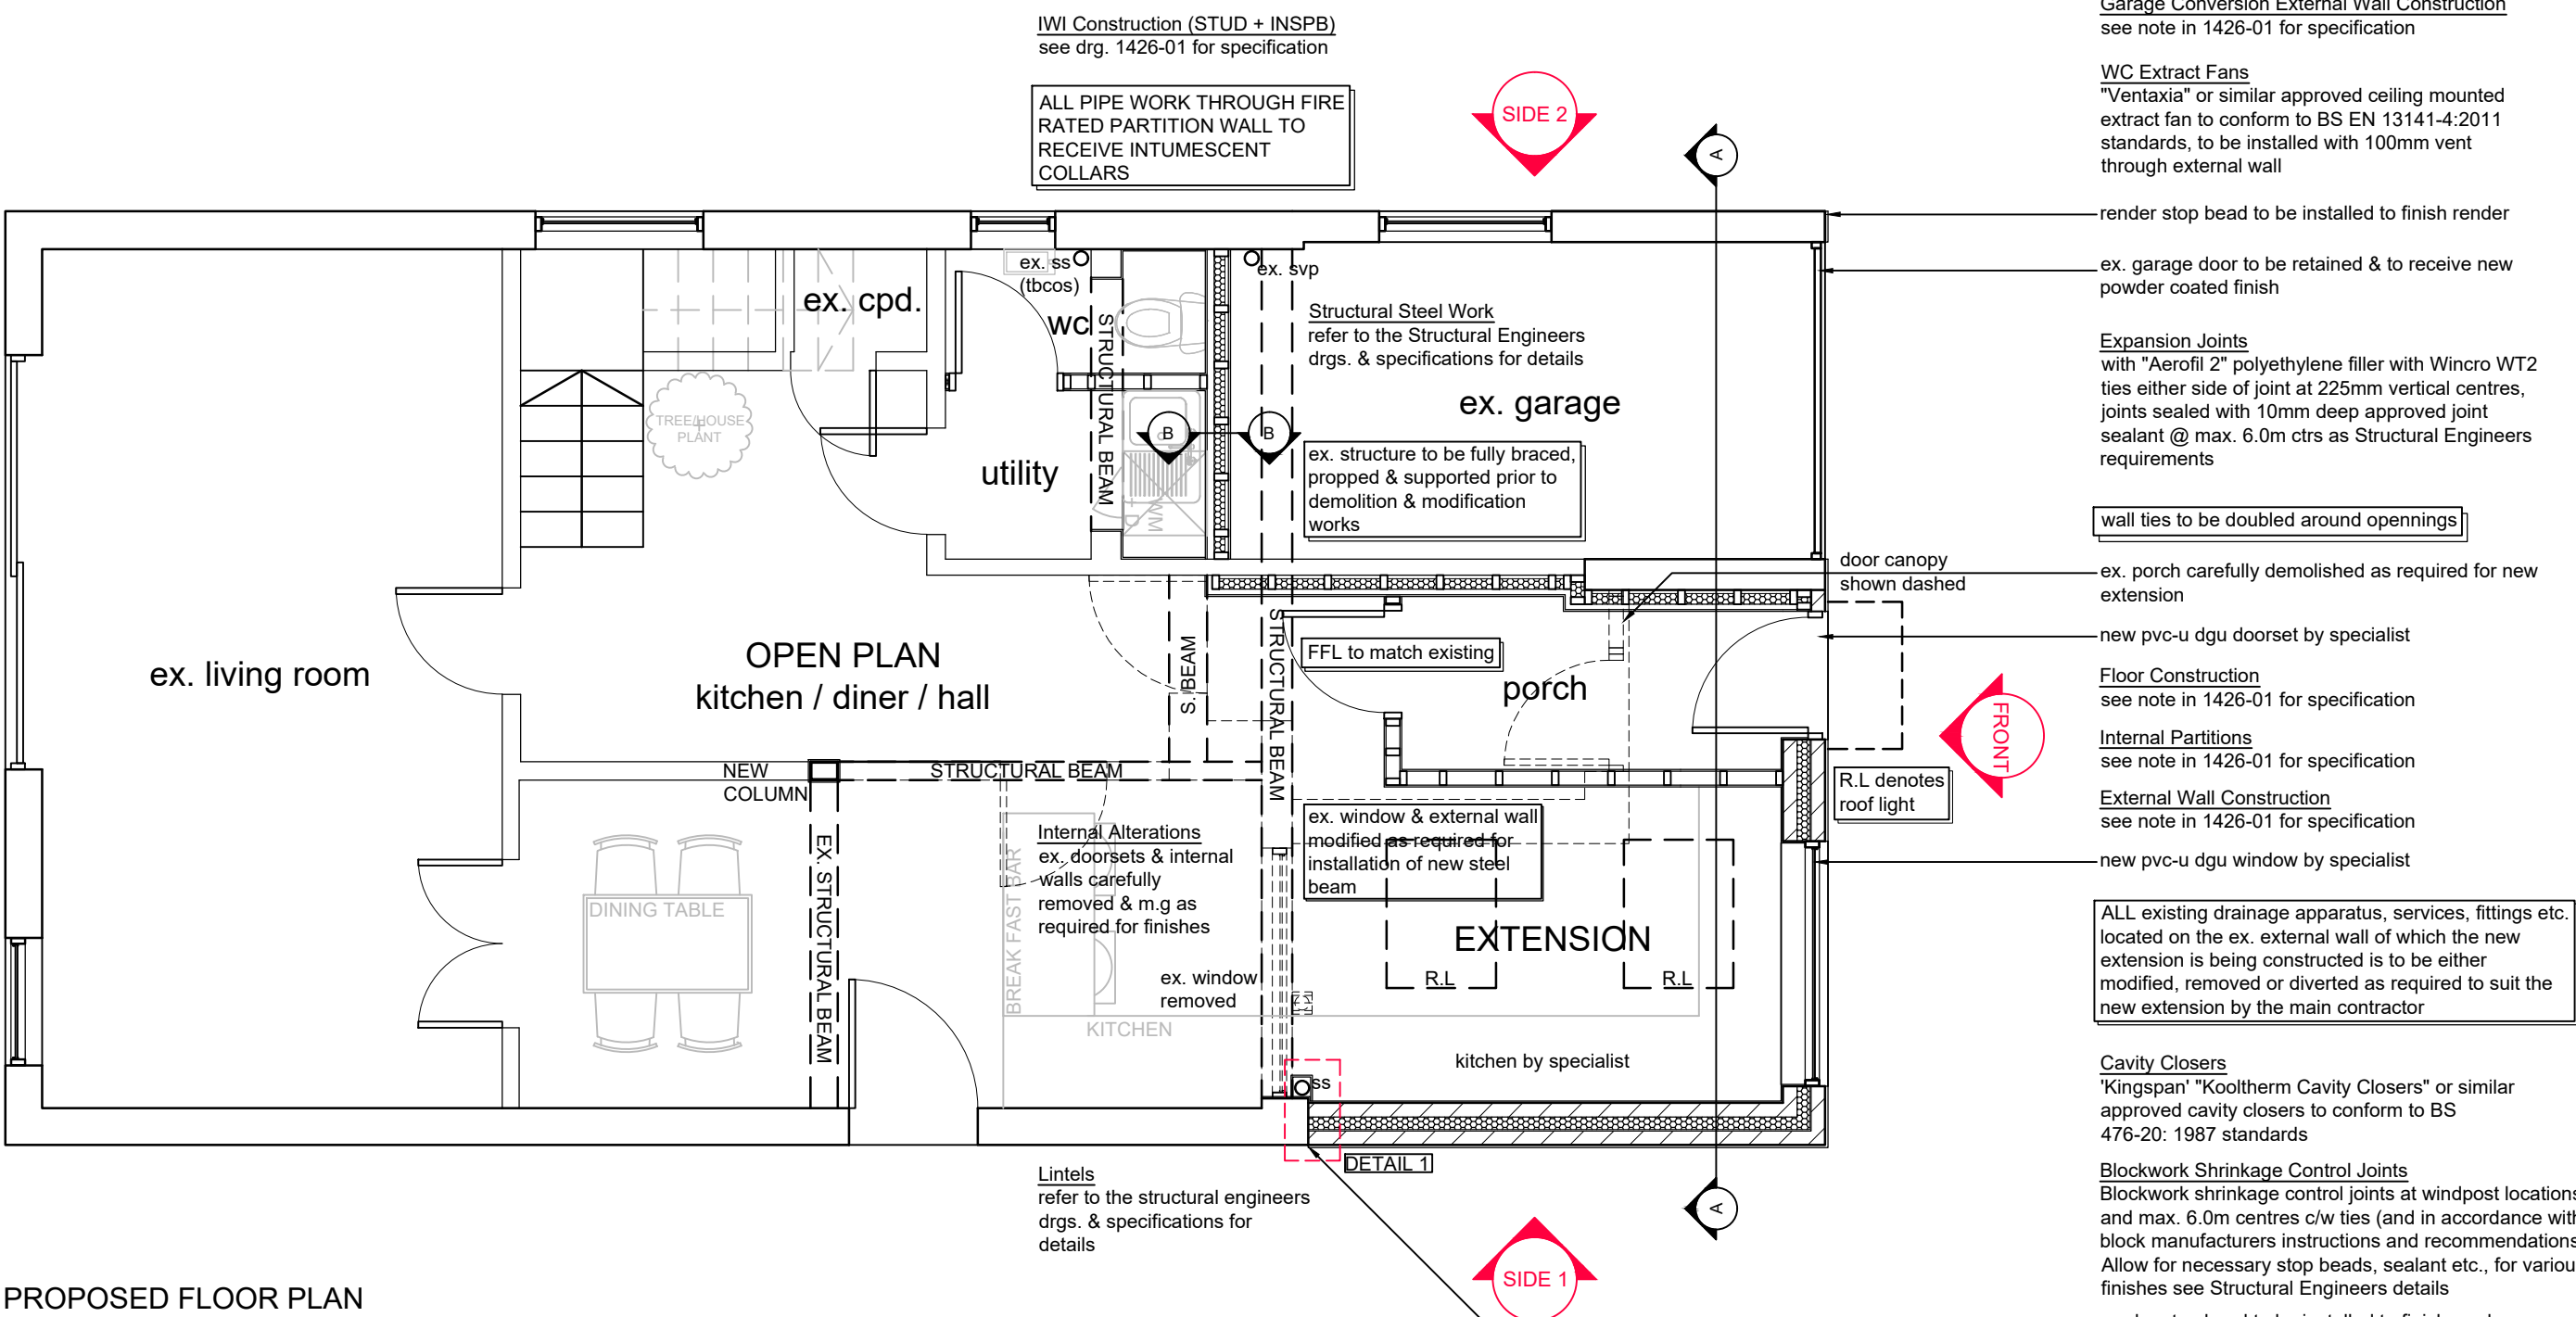 IWI Construction (STUD + INSPB)
see drg. 1426-01 for specification
ALL PIPE WORK THROUGH FIRE
RATED PARTITION WALL TO
RECEIVE INTUMESCENT
COLLARS
SIDE 2
A
ex. ss
(tbcos)
ex. cpd.
wc
ex. svp
STRUCTURAL BEAM
Structural Steel Work
refer to the Structural Engineers
drgs. & specifications for details
ex. garage
TREE/HOUSE
PLANT
B
B
utility
WM
+ D
ex. structure to be fully braced,
propped & supported prior to
demolition & modification
works
door canopy
shown dashed
ex. living room
OPEN PLAN
kitchen / diner / hall
S. BEAM
STRUCTURAL BEAM
FFL to match existing
porch
FRONT
NEW
COLUMN
STRUCTURAL BEAM
R.L denotes
roof light
EX. STRUCTURAL BEAM
DINING TABLE
BREAK FAST BAR
Internal Alterations
ex. doorsets & internal
walls carefully
removed & m.g as
required for finishes
ex. window & external wall
modified as required for
installation of new steel
beam
EXTENSION
R.L
R.L
ex. window
removed
KITCHEN
kitchen by specialist
ss
DETAIL 1
Lintels
refer to the structural engineers
drgs. & specifications for
details
A
SIDE 1
PROPOSED FLOOR PLAN
Garage Conversion External Wall Construction
see note in 1426-01 for specification
WC Extract Fans
"Ventaxia" or similar approved ceiling mounted
extract fan to conform to BS EN 13141-4:2011
standards, to be installed with 100mm vent
through external wall
render stop bead to be installed to finish render
ex. garage door to be retained & to receive new
powder coated finish
Expansion Joints
with "Aerofil 2" polyethylene filler with Wincro WT2
ties either side of joint at 225mm vertical centres,
joints sealed with 10mm deep approved joint
sealant @ max. 6.0m ctrs as Structural Engineers
requirements
wall ties to be doubled around opennings
ex. porch carefully demolished as required for new
extension
new pvc-u dgu doorset by specialist
Floor Construction
see note in 1426-01 for specification
Internal Partitions
see note in 1426-01 for specification
External Wall Construction
see note in 1426-01 for specification
new pvc-u dgu window by specialist
ALL existing drainage apparatus, services, fittings etc.
located on the ex. external wall of which the new
extension is being constructed is to be either
modified, removed or diverted as required to suit the
new extension by the main contractor
Cavity Closers
'Kingspan' "Kooltherm Cavity Closers" or similar
approved cavity closers to conform to BS
476-20: 1987 standards
Blockwork Shrinkage Control Joints
Blockwork shrinkage control joints at windpost locations
and max. 6.0m centres c/w ties (and in accordance with
block manufacturers instructions and recommendations
Allow for necessary stop beads, sealant etc., for variou
finishes see Structural Engineers details